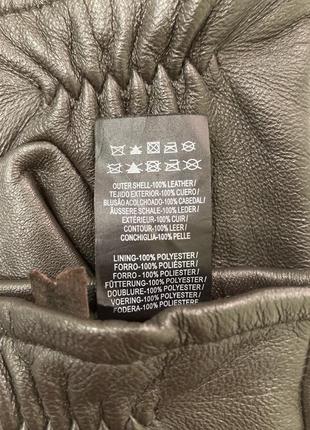 OUTER SHELL-100% LEATHER /
TEJIDO EXTERIOR-100% CUERO /
BLUSÃO ACOLCHOADO-100% CABEDAL/
ÄUSSERE SCHALE-100% LEDER /
EXTÉRIEUR-100% CUIR /
CONTOUR-100% LEER /
CONCHIGLIA-100% PELLE
LINING-100% POLYESTER /
FORRO-100% POLIÉSTER /
FORRO-100% POLIESTER /
FÜTTERUNG-100% POLYESTER /
DOUBLURE-100% POLYESTER /
VOERING-100% POLYESTER /
FODERA-100% POLIESTERE /